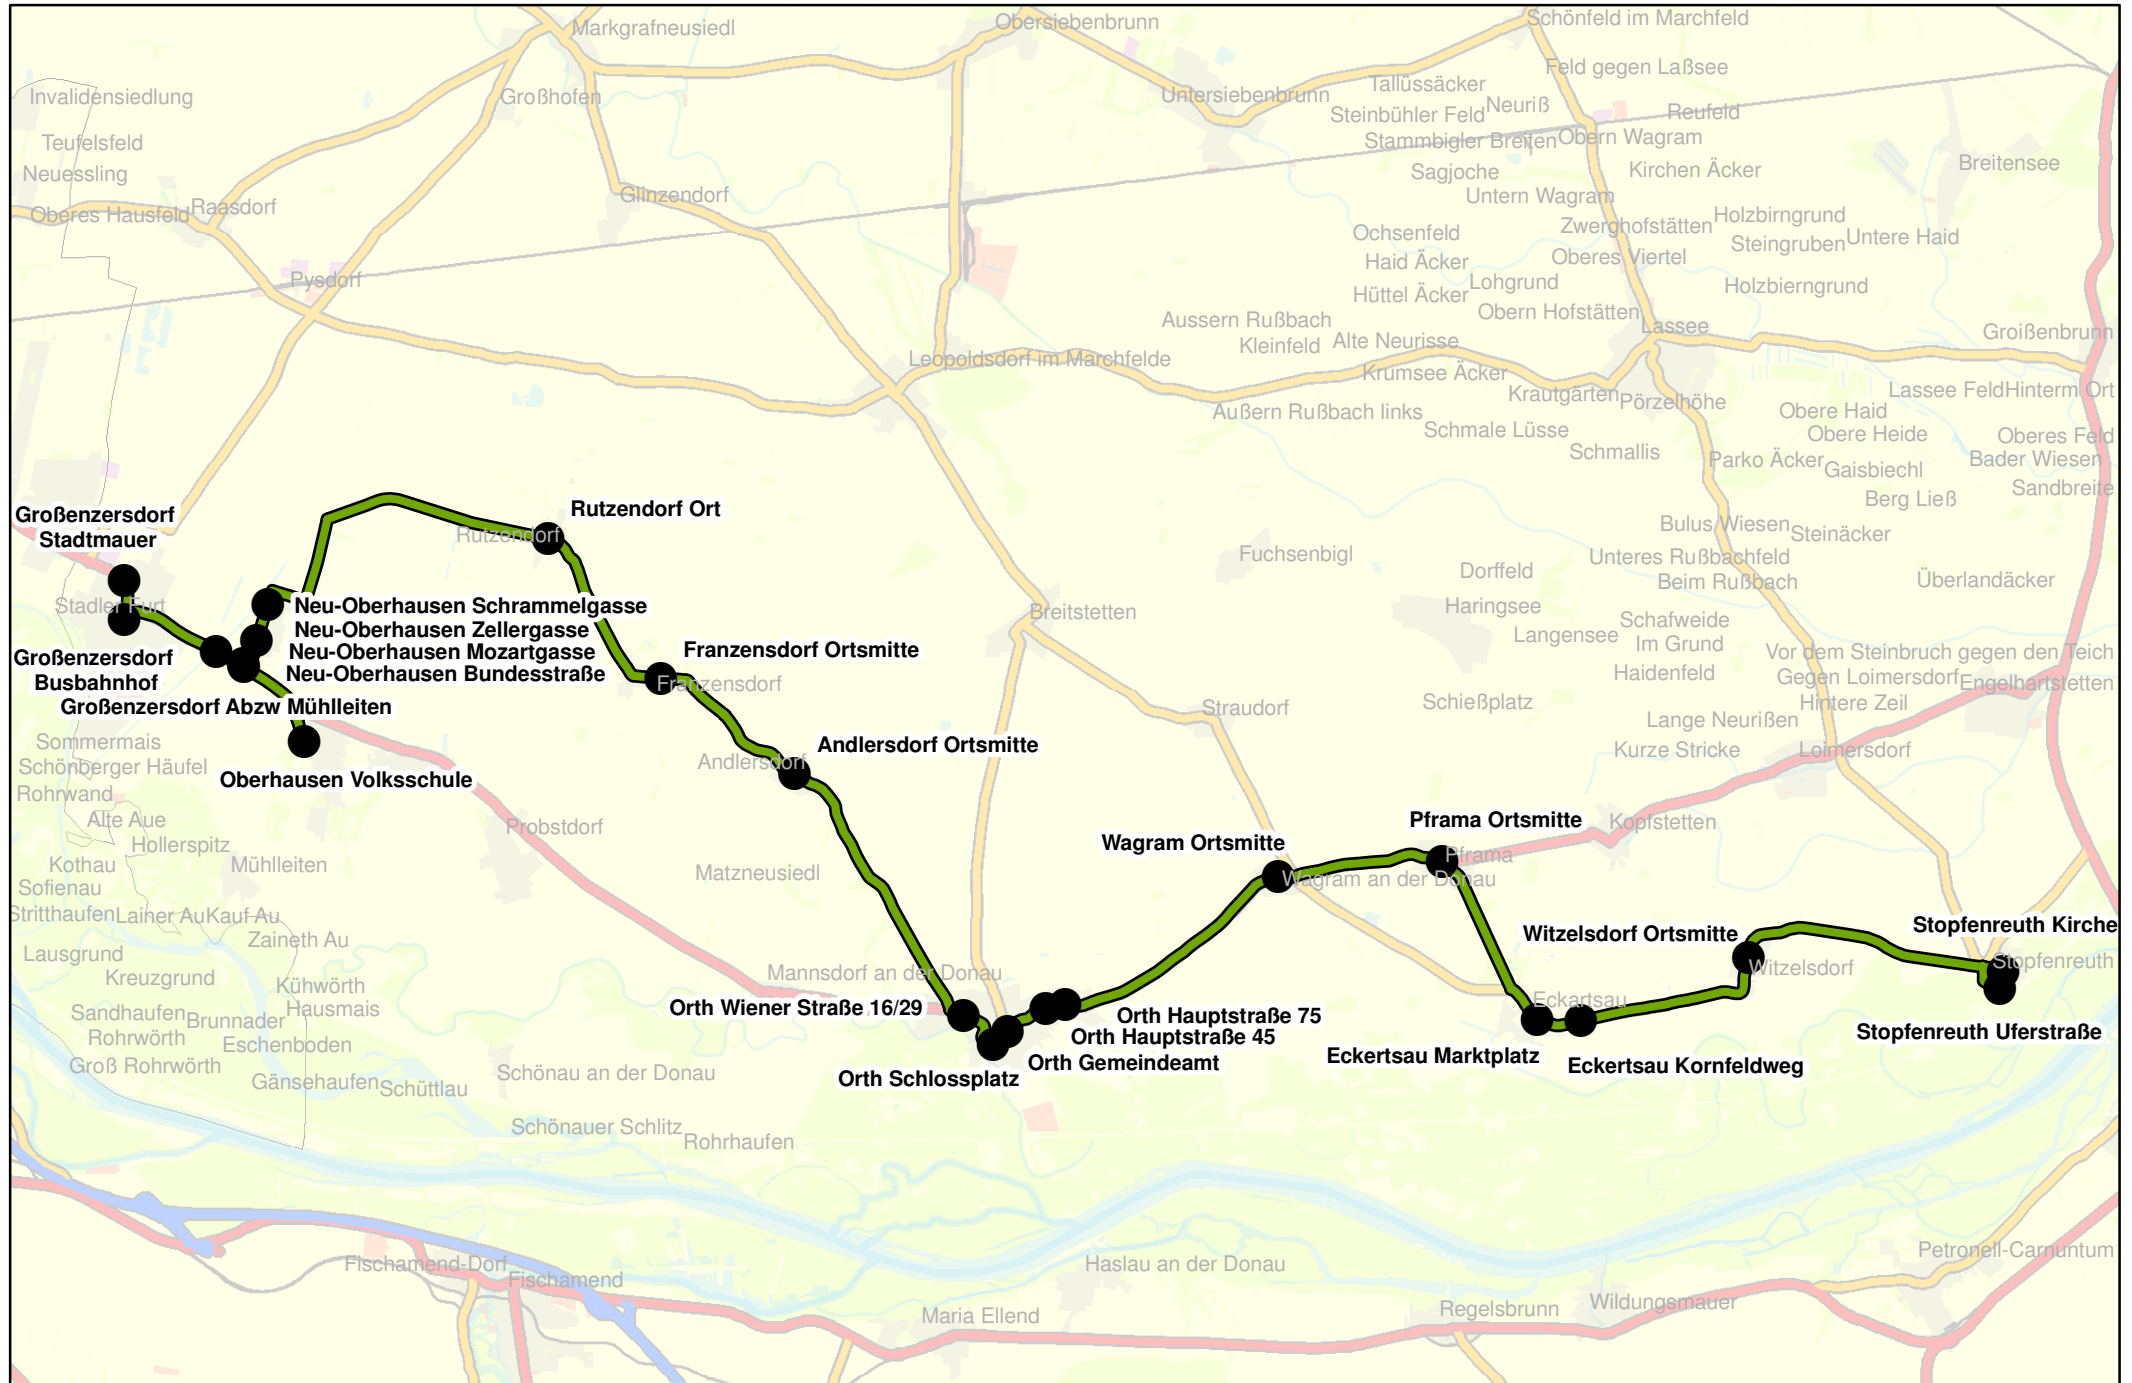 Schönfeld im Marchfeld
Obersiebenbrunn
Markgrafneusiedl
Feld gegen Laßsee
Tallüssäcker
Invalidensiedlung
Großhofen
Untersiebenbrunn
Neuriß
Steinbühler Feld
Reufeld
Teufelsfeld
Stammbigler Breiten
Obern Wagram
Breitensee
Neuessling
Sagjoche
Kirchen Äcker
Glinzendorf
Untern Wagram
Oberes Hausfeld
Raasdorf
Holzbirngrund
Zwerghofstätten
Ochsenfeld
Steingruben
Untere Haid
Haid Äcker
Oberes Viertel
Pysdorf
Lohgrund
Holzbierngrund
Hüttel Äcker
Obern Hofstätten
Aussern Rußbach
Lassee
Groißenbrunn
Kleinfeld
Alte Neurisse
Leopoldsdorf im Marchfelde
Krumsee Äcker
Krautgärten
Pörzelhöhe
Lassee Feld
Hinterm Ort
Außern Rußbach links
Obere Haid
Schmale Lüsse
Obere Heide
Oberes Feld
Schmallis
Parko Äcker
Gaisbiechl
Bader Wiesen
Berg Ließ
Sandbreite
Großenzersdorf
Stadtmauer
Rutzendorf Ort
Rutzendorf
Bulus Wiesen
Steinäcker
Fuchsenbigl
Unteres Rußbachfeld
Dorffeld
Beim Rußbach
Überlandäcker
Stadler Furt
Neu-Oberhausen Schrammelgasse
Breitstetten
Haringsee
Schafweide
Neu-Oberhausen Zellergasse
Langensee
Im Grund
Neu-Oberhausen Mozartgasse
Franzensdorf Ortsmitte
Vor dem Steinbruch gegen den Teich
Großenzersdorf
Busbahnhof
Neu-Oberhausen Bundesstraße
Franzensdorf
Haidenfeld
Gegen Loimersdorf
Engelhartstetten
Großenzersdorf Abzw Mühlleiten
Straudorf
Schießplatz
Hintere Zeil
Lange Neurißen
Sommermais
Andlersdorf Ortsmitte
Kurze Stricke
Loimersdorf
Schönberger Häufel
Oberhausen Volksschule
Andlersdorf
Rohrwand
Alte Aue
Probstdorf
Pframa Ortsmitte
Kopfstetten
Hollerspitz
Wagram Ortsmitte
Pframa
Kothau
Mühlleiten
Matzneusiedl
Wagram an der Donau
Sofienau
Stritthaufen
Lainer Au
Kauf Au
Stopfenreuth Kirche
Zaineth Au
Witzelsdorf Ortsmitte
Lausgrund
Stopfenreuth
Kreuzgrund
Mannsdorf an der Donau
Witzelsdorf
Kühwörth
Hausmais
Orth Wiener Straße 16/29
Eckartsau
Sandhaufen
Brunnader
Orth Hauptstraße 75
Rohrwörth
Eschenboden
Orth Hauptstraße 45
Stopfenreuth Uferstraße
Groß Rohrwörth
Orth Gemeindeamt
Eckertsau Marktplatz
Eckertsau Kornfeldweg
Gänsehaufen
Schüttlau
Schönau an der Donau
Orth Schlossplatz
Schönauer Schlitz
Rohrhaufen
Fischamend-Dorf
Fischamend
Haslau an der Donau
Petronell-Carnuntum
Maria Ellend
Regelsbrunn
Wildungsmauer